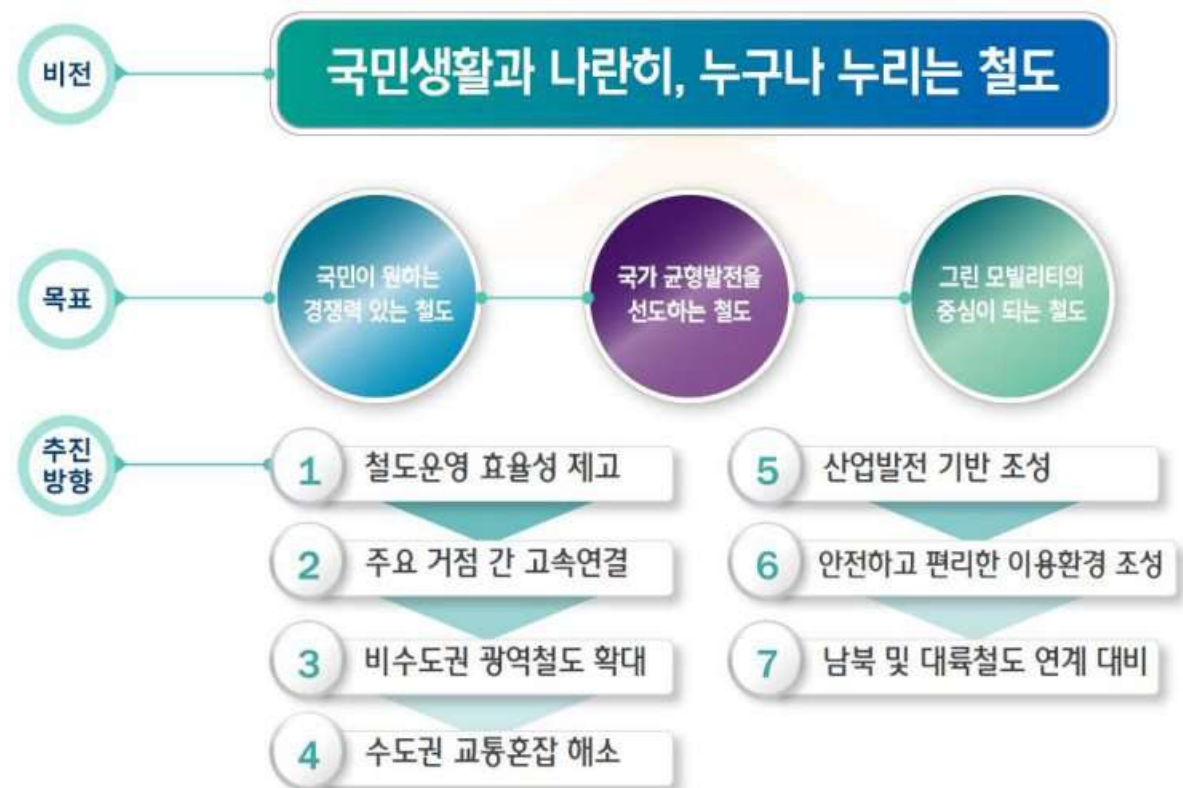 비전
국민생활과 나란히, 누구나 누리는 철도
목표
국민이 원하는
경쟁력 있는 철도
국가 균형발전을
선도하는 철도
그린 모빌리티의
중심이 되는 철도
추진
방향
1 철도운영 효율성 제고
2 주요 거점 간 고속연결
3 비수도권 광역철도 확대
4 수도권 교통혼잡 해소
5 산업발전 기반 조성
6 안전하고 편리한 이용환경 조성
7 남북 및 대륙철도 연계 대비